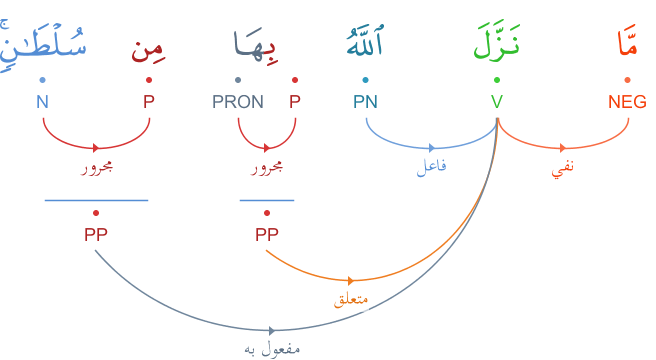 مَّا نَزَّلَ ٱللَّهُ بِهَا مِن سُلْطَٰنٍۚ
NEG V PN P PRON P N
نفي فاعل مجرور مجرور
PP PP
متعلق
مفعول به